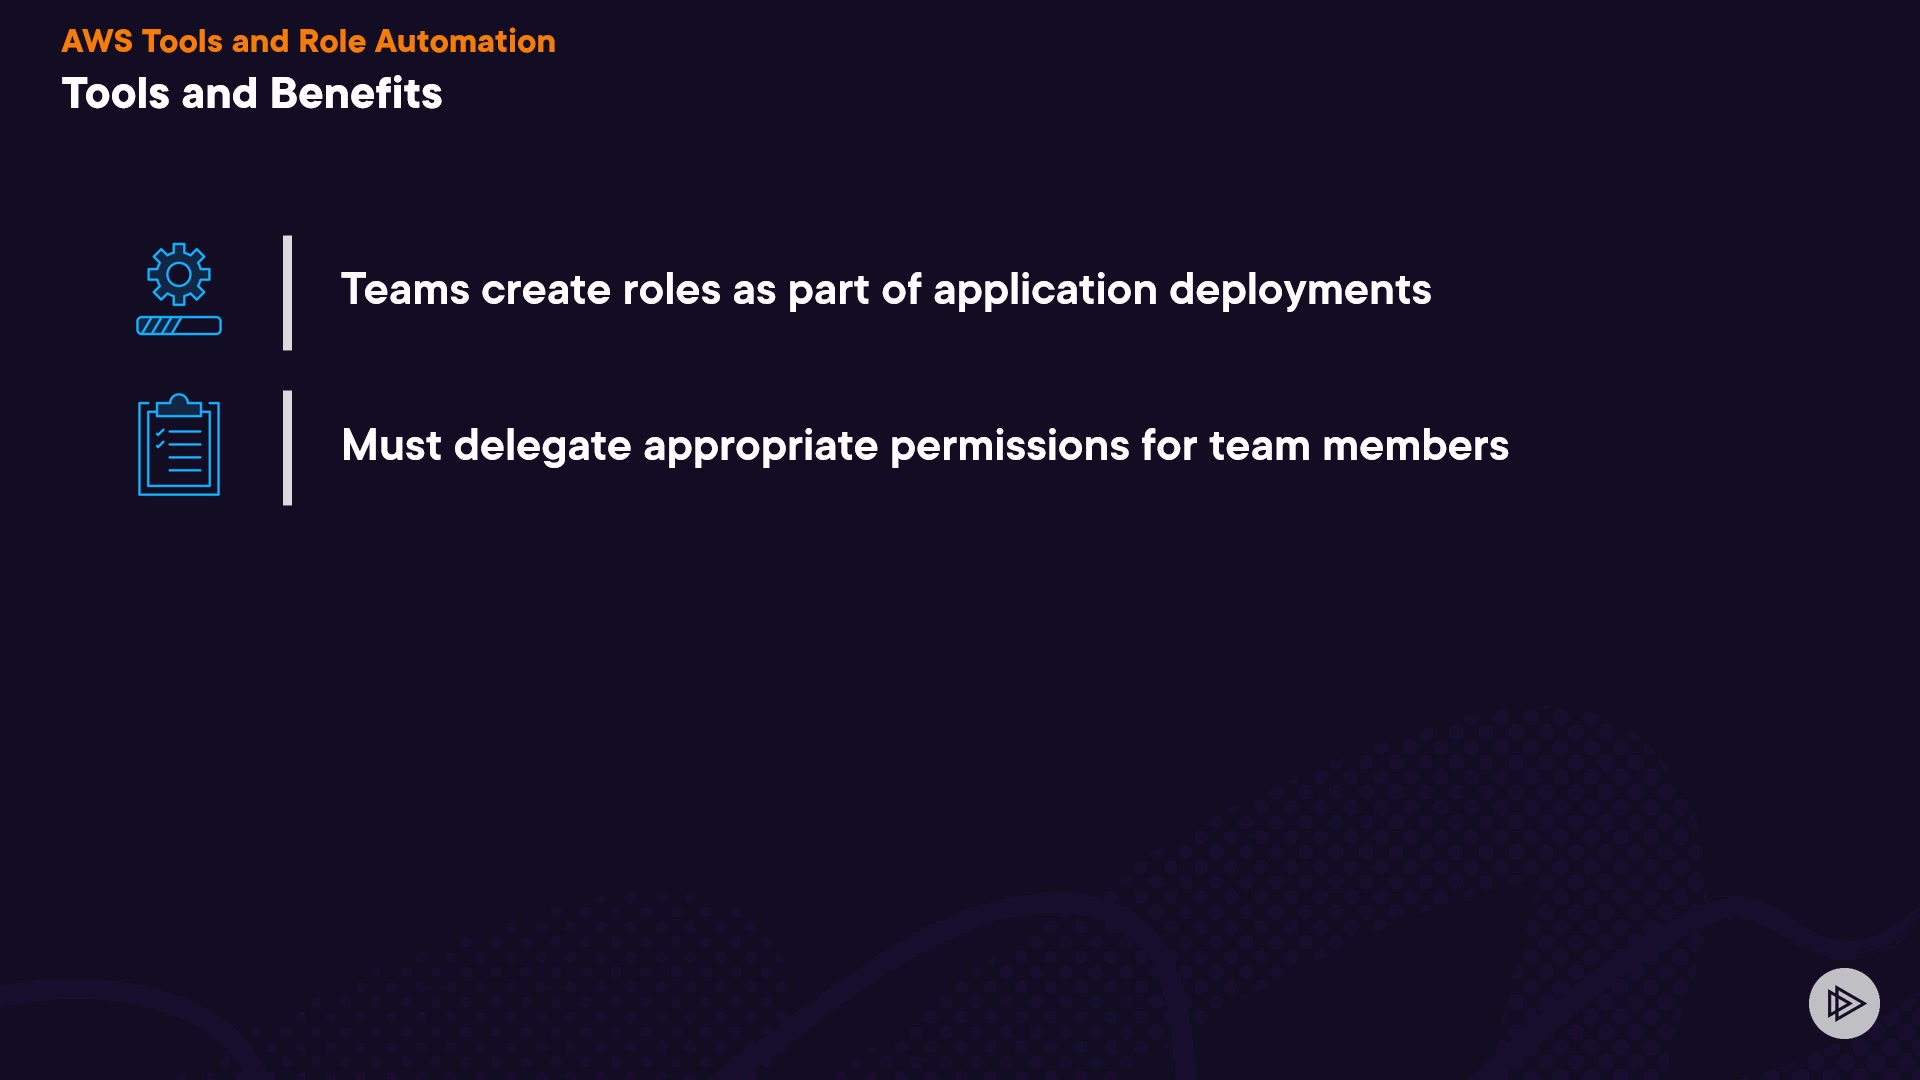 AWS Tools and Role Automation
Tools and Benefits
Teams create roles as part of application deployments
Must delegate appropriate permissions for team members